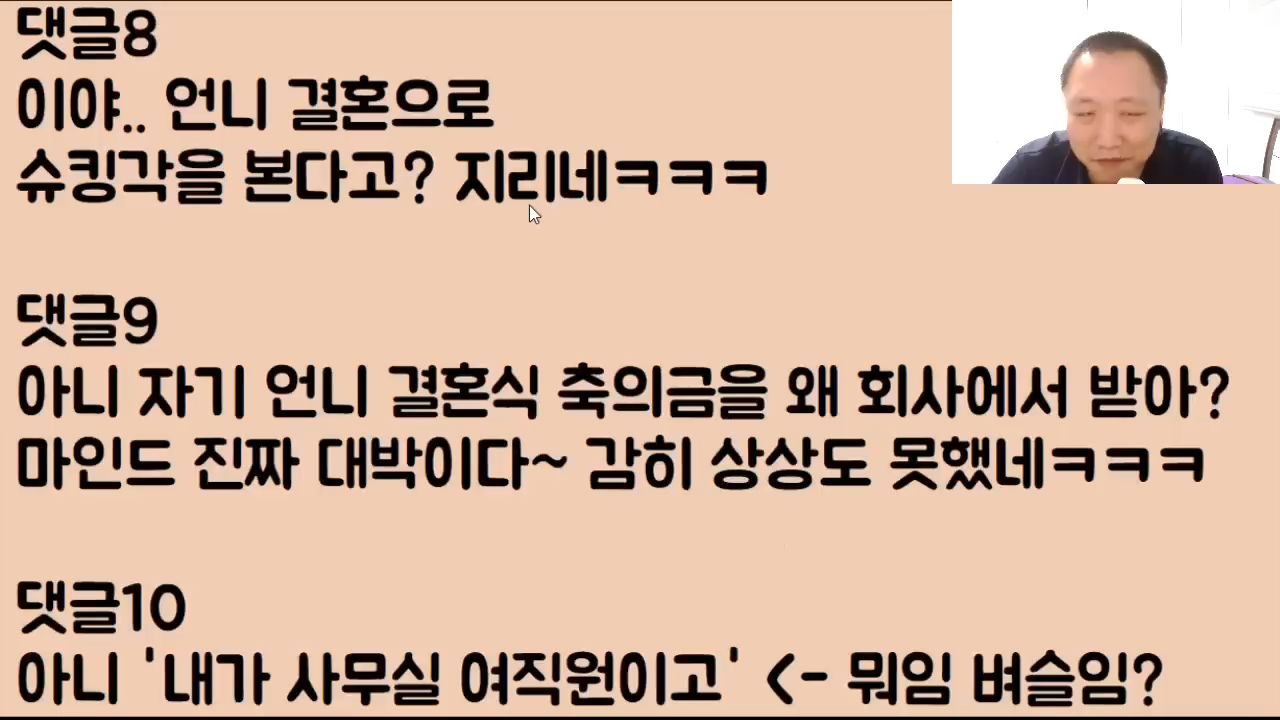 댓글8
이야.. 언니 결혼으로
슈킹각을 본다고? 지리네ㅋㅋㅋ
댓글9
아니 자기 언니 결혼식 축의금을 왜 회사에서 받아?
마인드 진짜 대박이다~ 감히 상상도 못했네ㅋㅋㅋ
댓글10
아니 '내가 사무실 여직원이고' <- 뭐임 벼슬임?